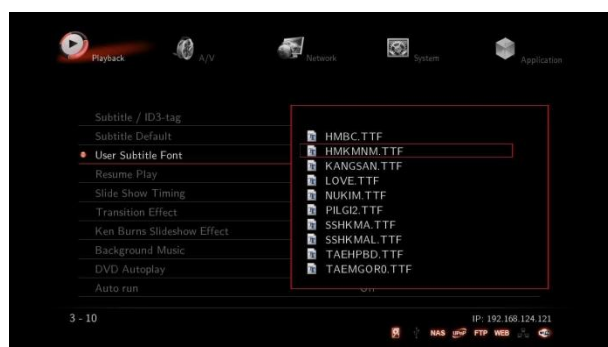 Playback
A/V
Network
System
Application
Subtitle / ID3-tag
Subtitle Default
User Subtitle Font
Resume Play
Slide Show Timing
Transition Effect
Ken Burns Slideshow Effect
Background Music
DVD Autoplay
Auto run
HMBC.TTF
HMKMNM.TTF
KANGSAN.TTF
LOVE.TTF
NUKIM.TTF
PILGI2.TTF
SSHKMA.TTF
SSHKMAL.TTF
TAEHPBD.TTF
TAEMGOR0.TTF
3 - 10
IP: 192.168.124.121
NAS UPnP FTP WEB